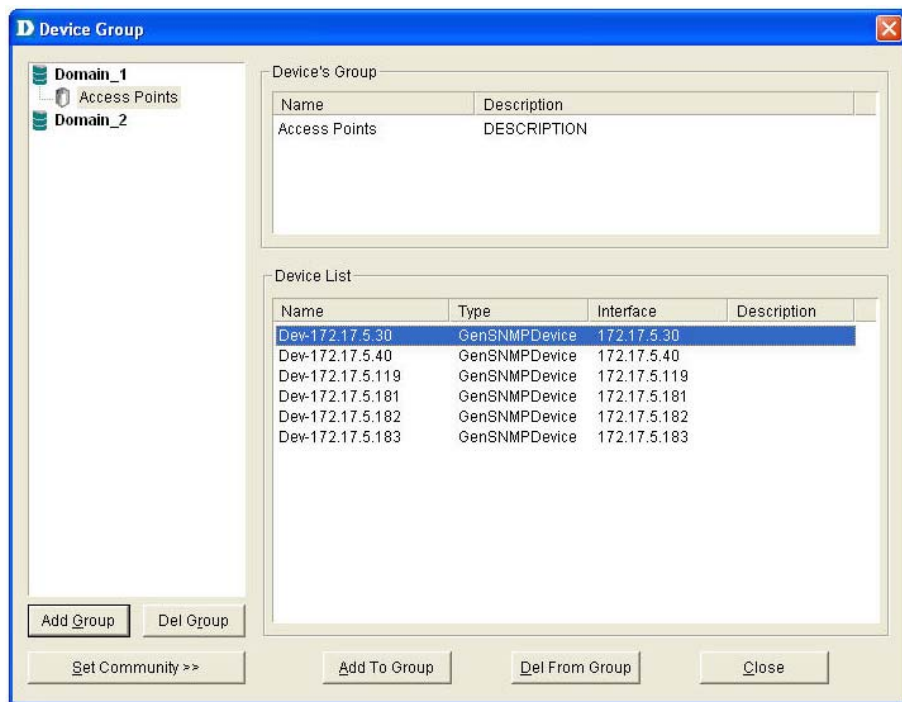 D Device Group
Domain_1
Access Points
Domain_2
Add Group Del Group
Set Community >>
Device's Group
Name Description
Access Points DESCRIPTION
Device List
Name Type Interface Description
Dev-172.17.5.30 GenSNMPDevice 172.17.5.30
Dev-172.17.5.40 GenSNMPDevice 172.17.5.40
Dev-172.17.5.119 GenSNMPDevice 172.17.5.119
Dev-172.17.5.181 GenSNMPDevice 172.17.5.181
Dev-172.17.5.182 GenSNMPDevice 172.17.5.182
Dev-172.17.5.183 GenSNMPDevice 172.17.5.183
Add To Group Del From Group Close